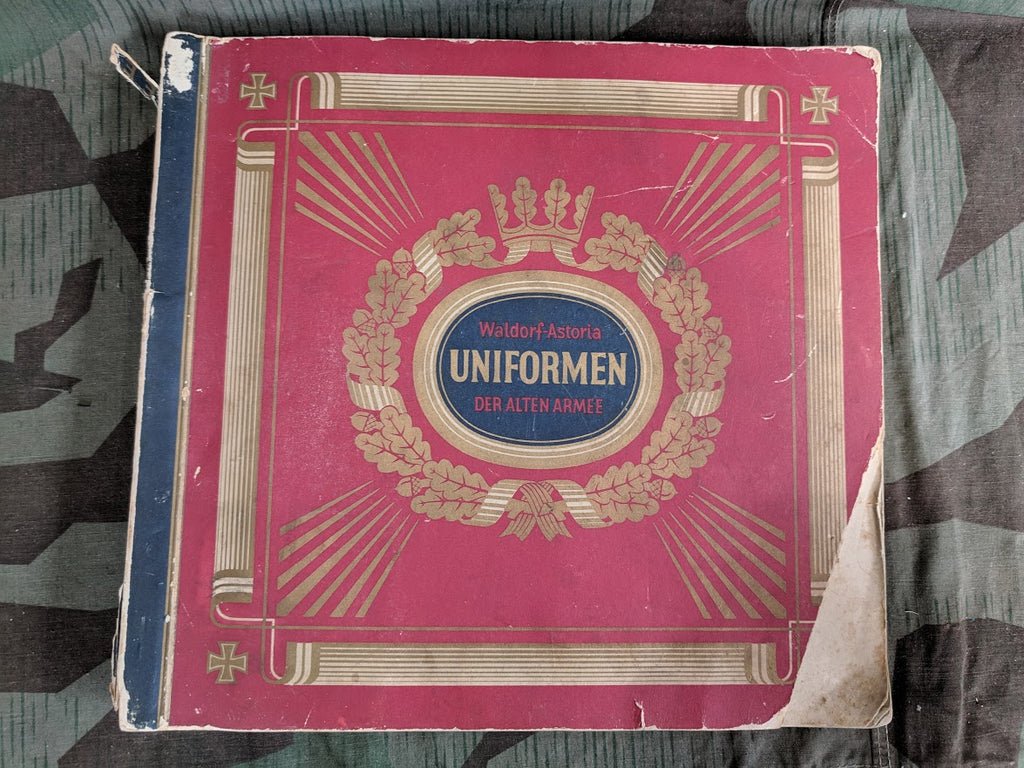 Waldorf-Astoria
UNIFORMEN
DER ALTEN ARMEE